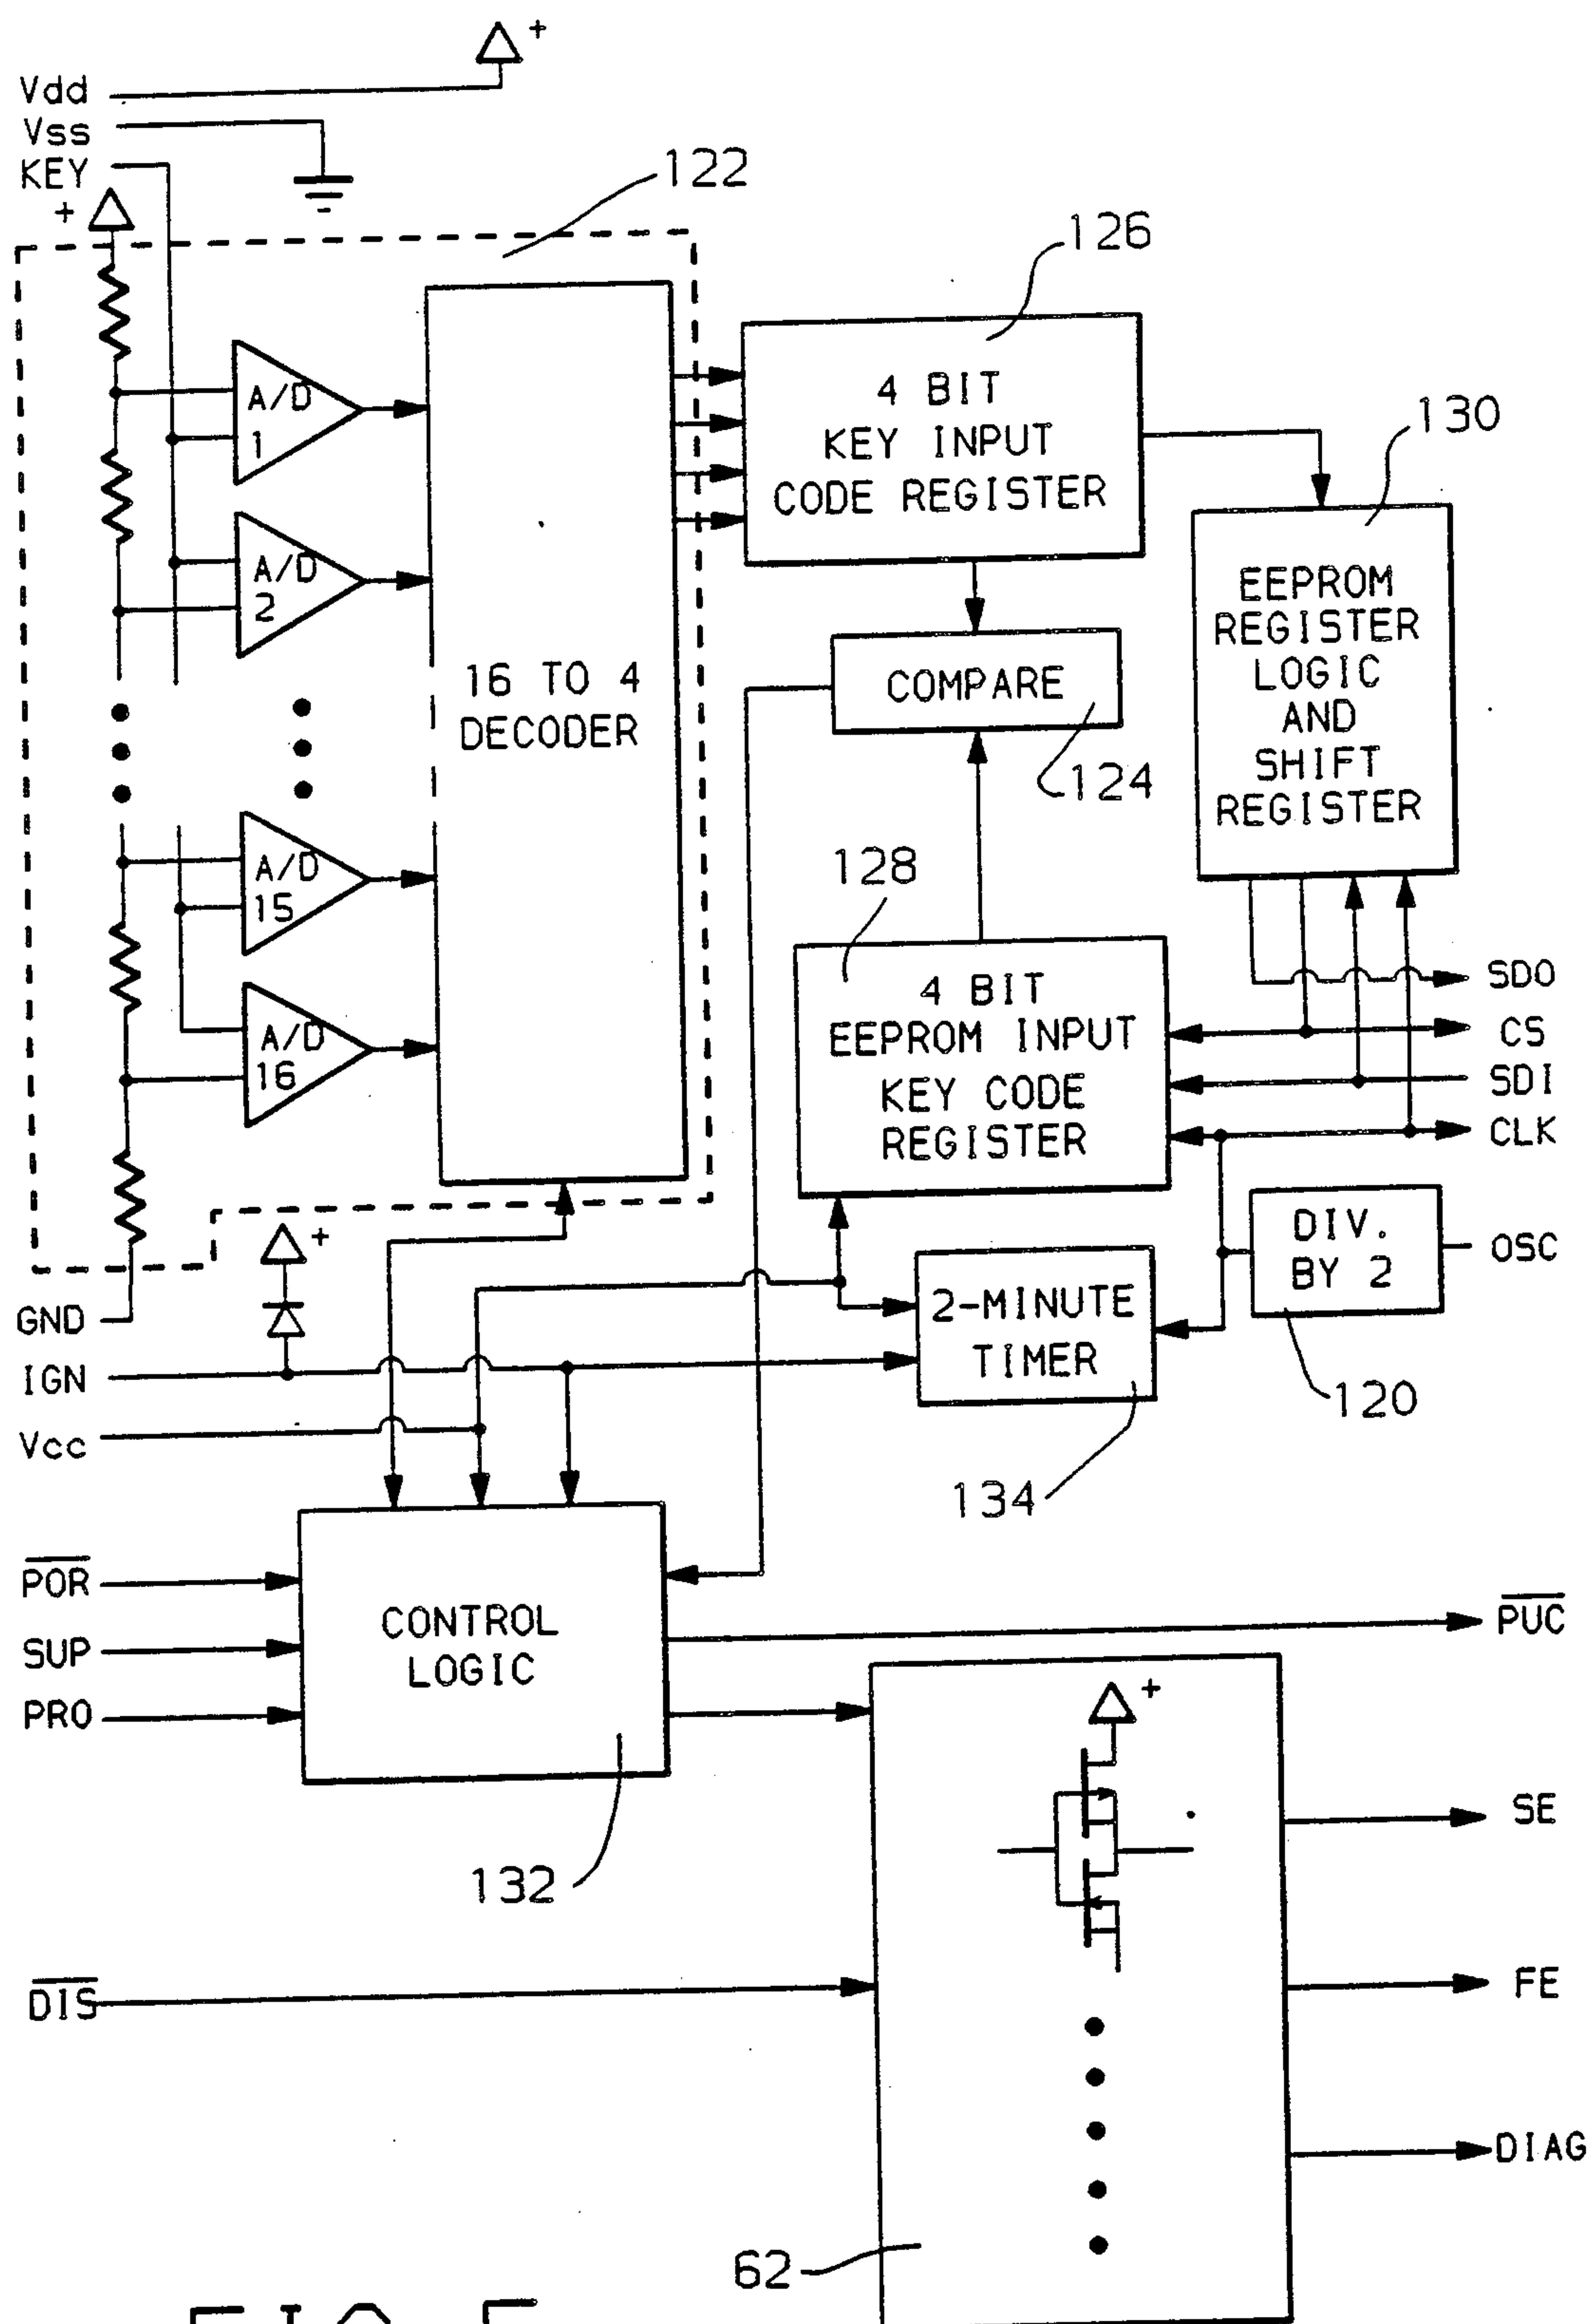 Vdd
+
Vss
KEY
+
122
126
A/D
1
4 BIT
KEY INPUT
CODE REGISTER
130
A/D
2
16 TO 4
DECODER
COMPARE
124
EEPROM
REGISTER
LOGIC
AND
SHIFT
REGISTER
A/D
15
128
A/D
16
4 BIT
EEPROM INPUT
KEY CODE
REGISTER
SDO
CS
SDI
CLK
+
DIV.
BY 2
OSC
120
GND
IGN
Vcc
2-MINUTE
TIMER
134
P̅O̅R̅
SUP
PRO
CONTROL
LOGIC
132
P̅U̅C̅
+
SE
D̅I̅S̅
FE
DIAG
62